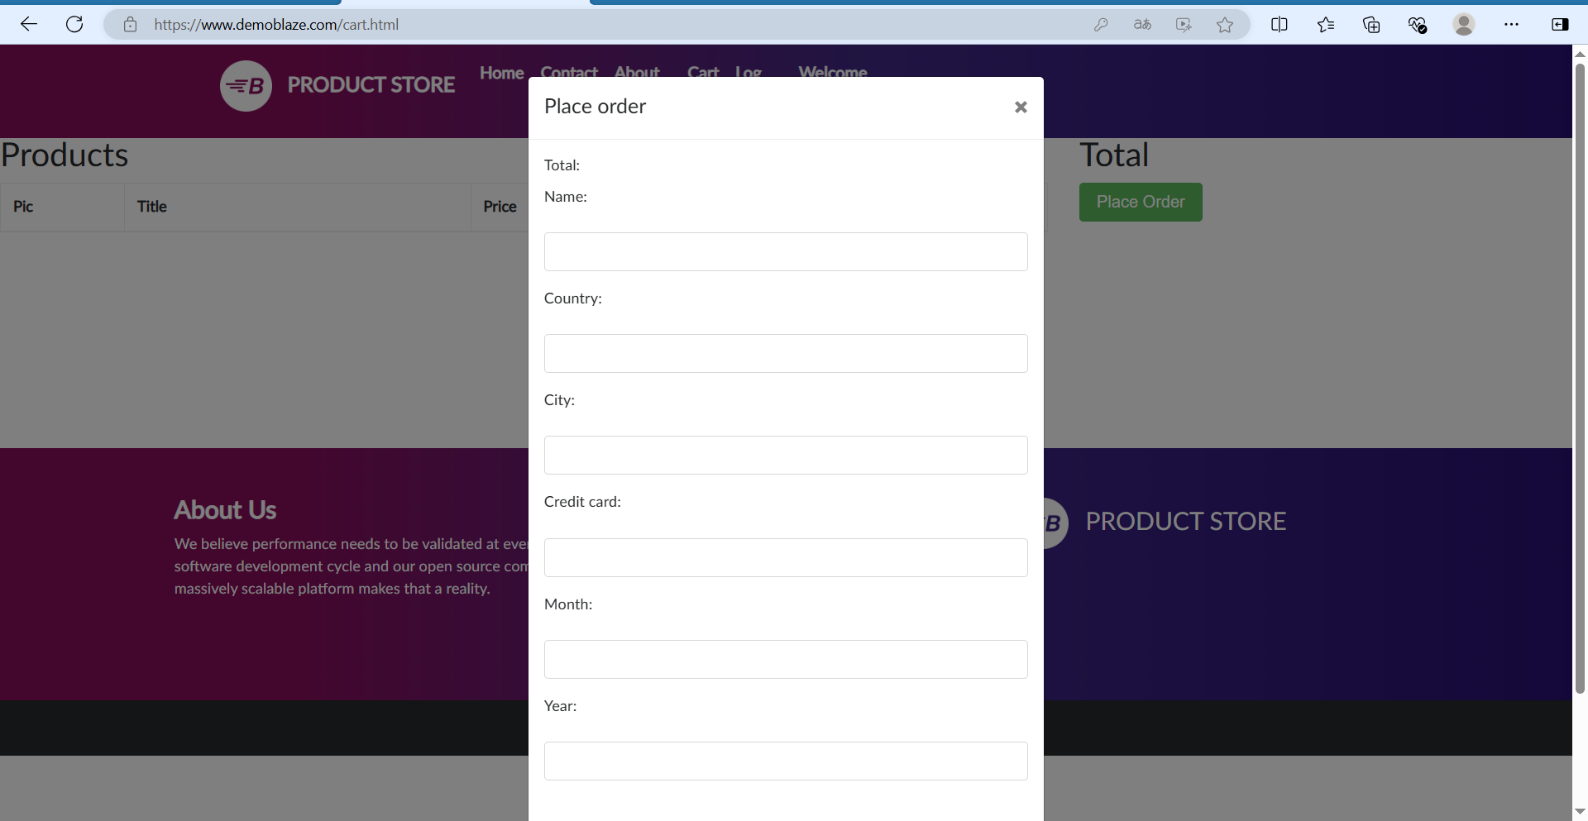 https://www.demoblaze.com/cart.html
B PRODUCT STORE
Home Contact About Cart Log Welcome
Place order
×
Products
Total
Total:
Name:
Pic Title Price
Place Order
Country:
City:
Credit card:
About Us
PRODUCT STORE
B
We believe performance needs to be validated at ever
software development cycle and our open source com
massively scalable platform makes that a reality.
Month:
Year: